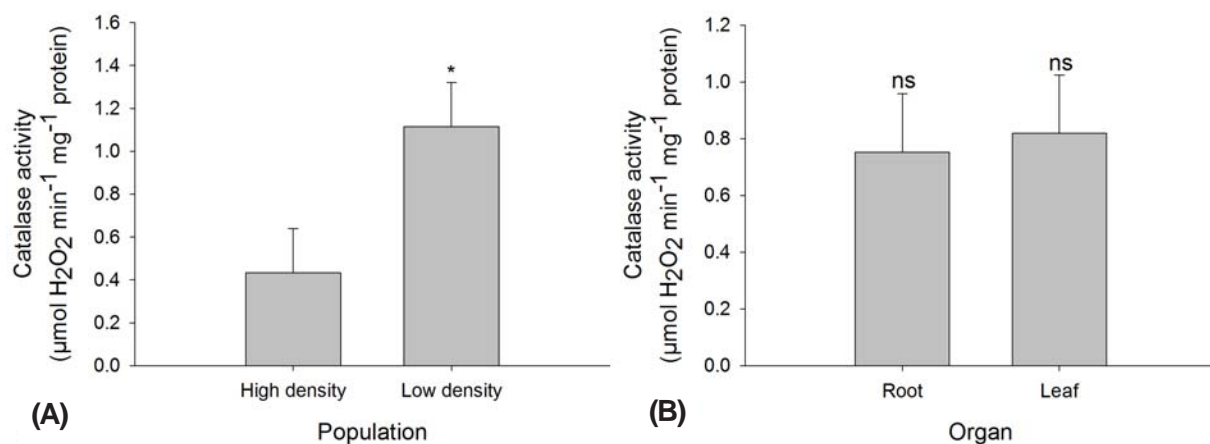 Catalase activity
(µmol H2O2 min-1 mg-1 protein)
1.6
1.4
1.2
1.0
0.8
0.6
0.4
0.2
0.0
*
High density
Low density
Population
(A)
Catalase activity
(µmol H2O2 min-1 mg-1 protein)
1.2
1.0
0.8
0.6
0.4
0.2
0.0
ns
ns
Root
Leaf
Organ
(B)